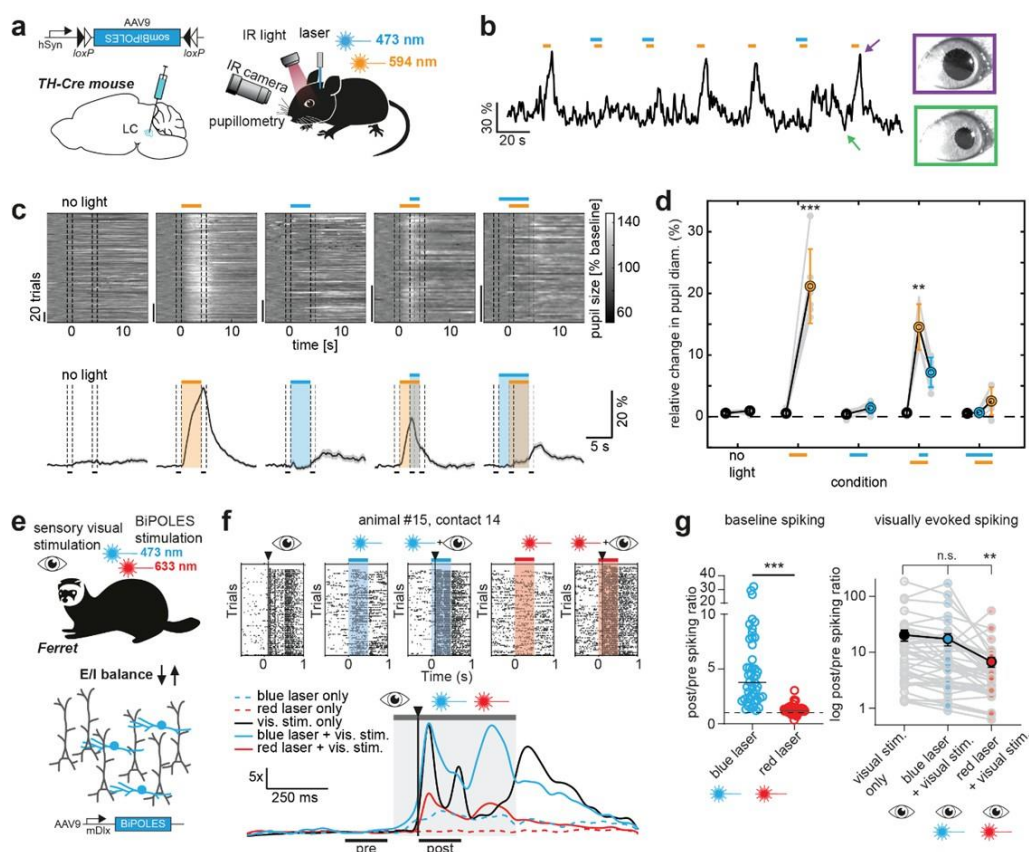 a
AAV9
hSyn
loxP
somBiPOLES
loxP
TH-Cre mouse
LC
IR light
laser
473 nm
594 nm
IR camera
pupillometry
b
30 %
20 s
c
no light
20 trials
0 10
0 10
0 10
0 10
0 10
time [s]
pupil size [% baseline]
140
100
60
no light
20 %
5 s
d
relative change in pupil diam. (%)
30
20
10
0
***
**
no light
condition
e
sensory visual stimulation
BiPOLES stimulation
473 nm
633 nm
Ferret
E/I balance
AAV9
mDlx
BiPOLES
f
animal #15, contact 14
+
+
Trials
Trials
Trials
Trials
Trials
0 1
0 1
0 1
0 1
0 1
Time (s)
blue laser only
red laser only
vis. stim. only
blue laser + vis. stim.
red laser + vis. stim.
5x
250 ms
pre
post
g
baseline spiking
post/pre spiking ratio
40
30
20
10
5
0
***
blue laser
red laser
visually evoked spiking
log post/pre spiking ratio
100
10
1
n.s.
**
visual stim. only
blue laser + visual stim.
red laser + visual stim.